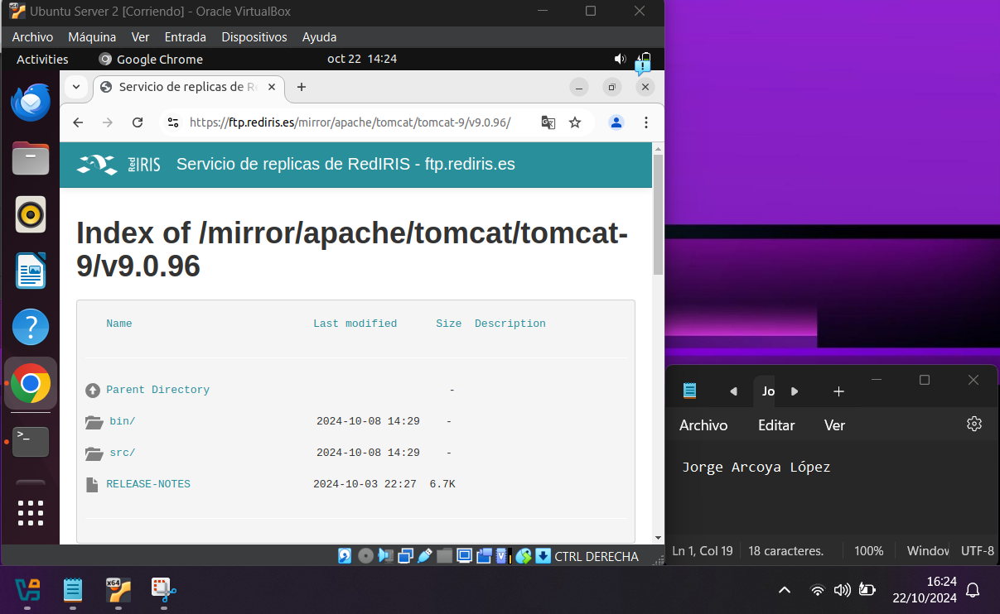 Ubuntu Server 2 [Corriendo] - Oracle VirtualBox
Archivo Máquina Ver Entrada Dispositivos Ayuda
Activities Google Chrome oct 22 14:24
Servicio de replicas de R
https://ftp.rediris.es/mirror/apache/tomcat/tomcat-9/v9.0.96/
RedIRIS Servicio de replicas de RedIRIS - ftp.rediris.es
Index of /mirror/apache/tomcat/tomcat-
9/v9.0.96
Name Last modified Size Description
Parent Directory -
bin/ 2024-10-08 14:29 -
src/ 2024-10-08 14:29 -
RELEASE-NOTES 2024-10-03 22:27 6.7K
CTRL DERECHA
Jo
Archivo Editar Ver
Jorge Arcoya López
Ln 1, Col 19 18 caracteres. 100% Window UTF-8
x64
16:24
22/10/2024